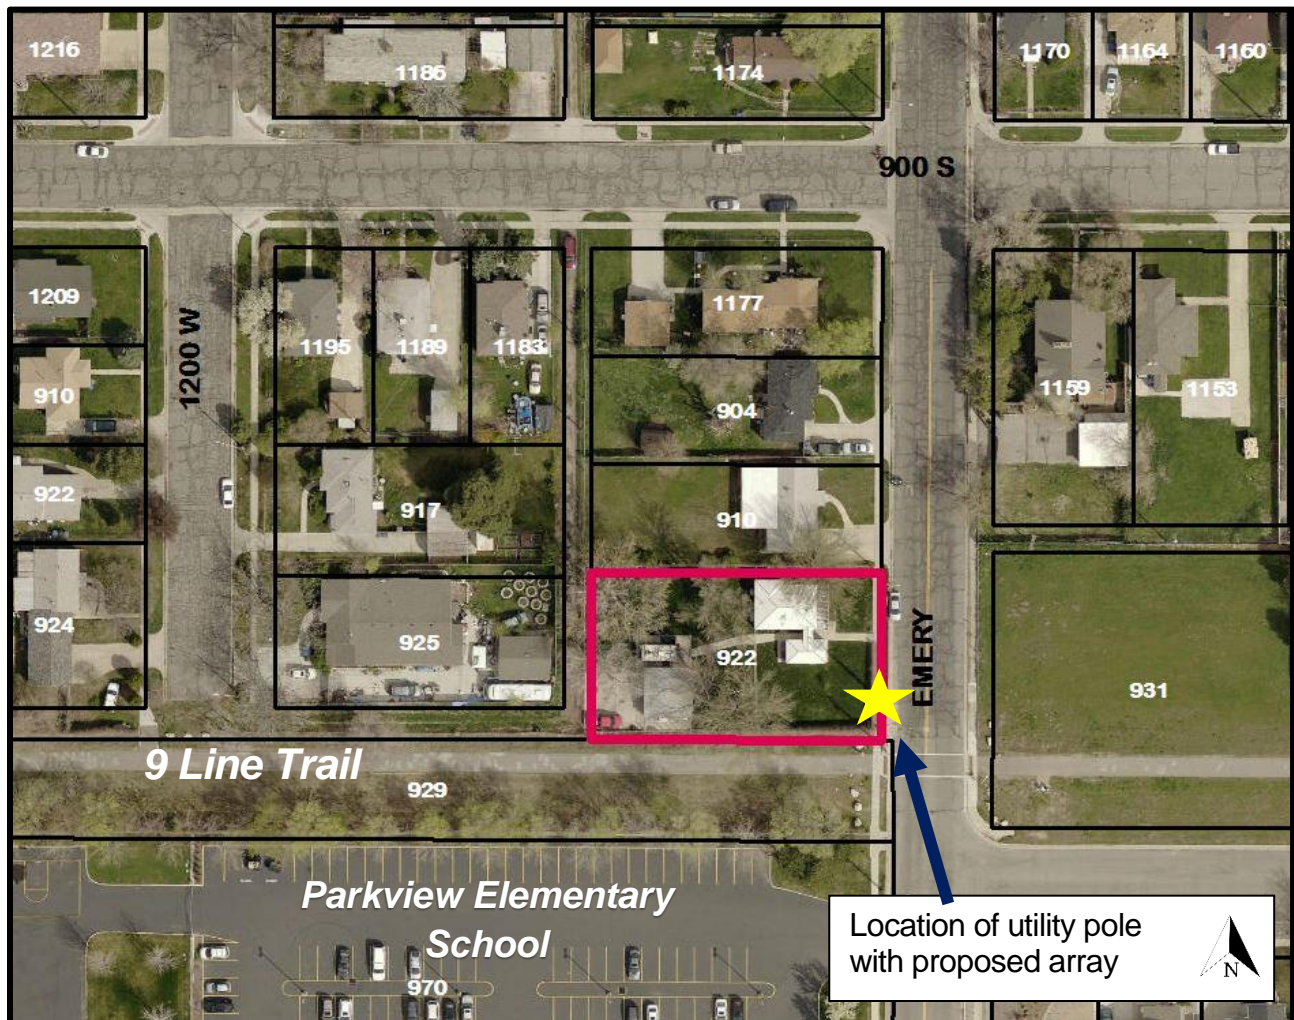 1216
1186
1174
1170
1164
1160
900 S
1209
1177
1200 W
1195
1189
1183
910
904
1159
1153
922
917
910
924
925
922
EMERY
931
9 Line Trail
929
Parkview Elementary
School
970
Location of utility pole
with proposed array
N